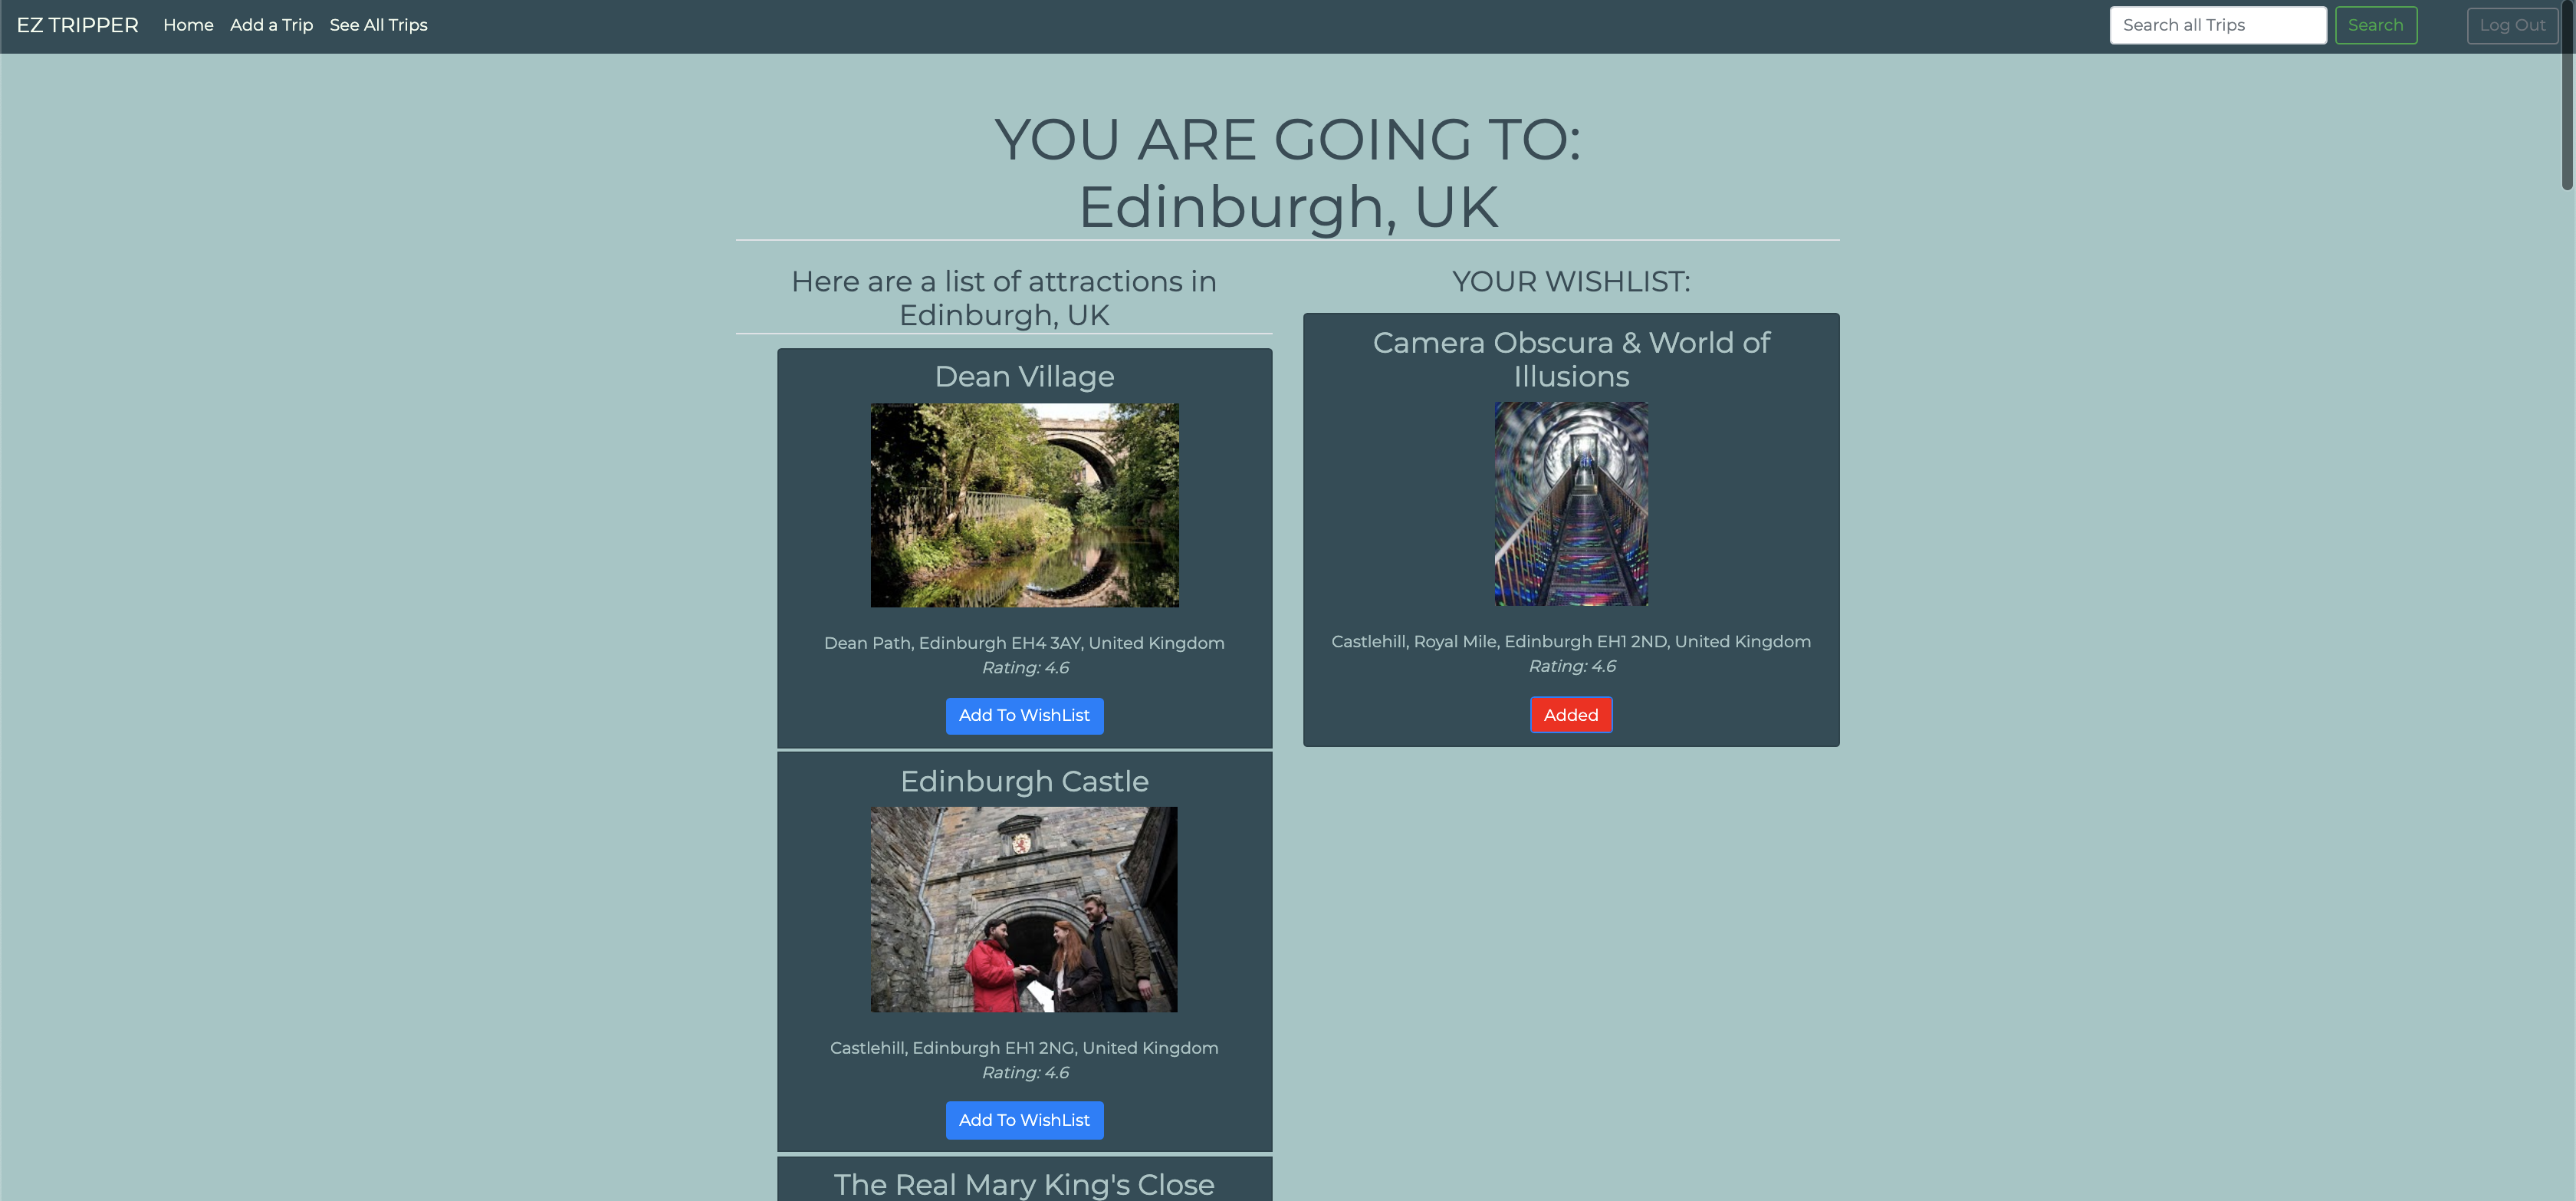 EZ TRIPPER Home Add a Trip See All Trips Search all Trips Search Log Out
YOU ARE GOING TO:
Edinburgh, UK
Here are a list of attractions in
Edinburgh, UK
Dean Village
Dean Path, Edinburgh EH4 3AY, United Kingdom
Rating: 4.6
Add To WishList
Edinburgh Castle
Castlehill, Edinburgh EH1 2NG, United Kingdom
Rating: 4.6
Add To WishList
The Real Mary King's Close
YOUR WISHLIST:
Camera Obscura & World of
Illusions
Castlehill, Royal Mile, Edinburgh EH1 2ND, United Kingdom
Rating: 4.6
Added